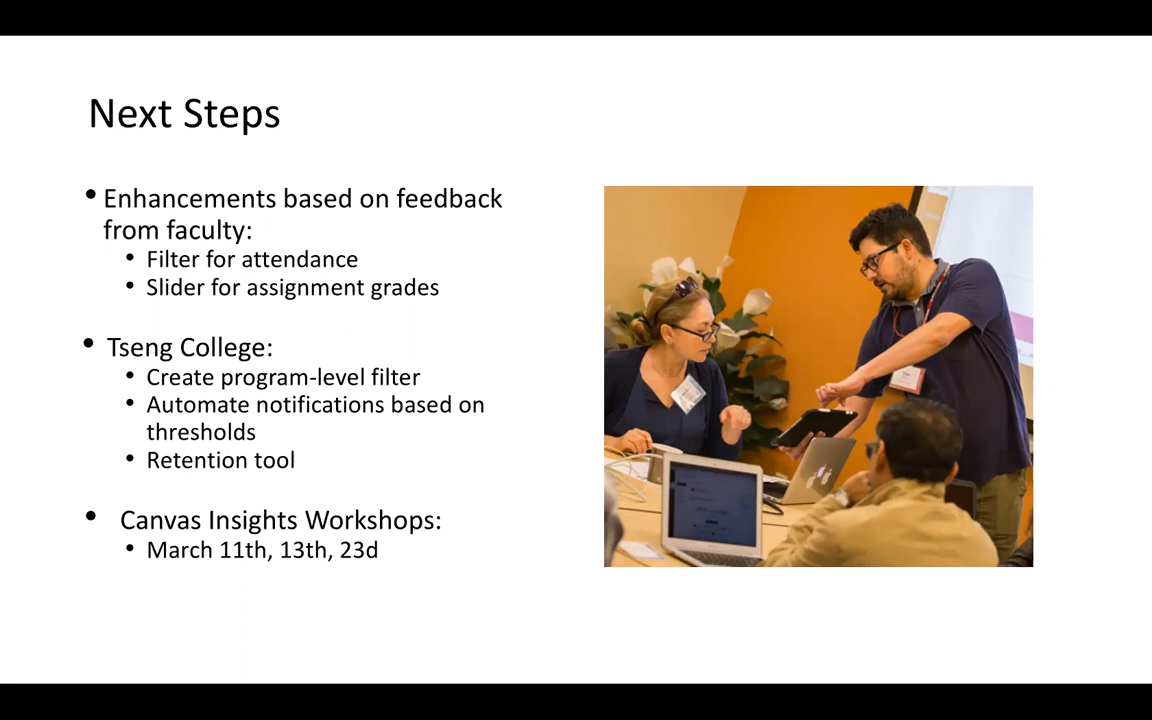 Next Steps
• Enhancements based on feedback
from faculty:
• Filter for attendance
• Slider for assignment grades
• Tseng College:
• Create program-level filter
• Automate notifications based on
thresholds
• Retention tool
• Canvas Insights Workshops:
• March 11th, 13th, 23d